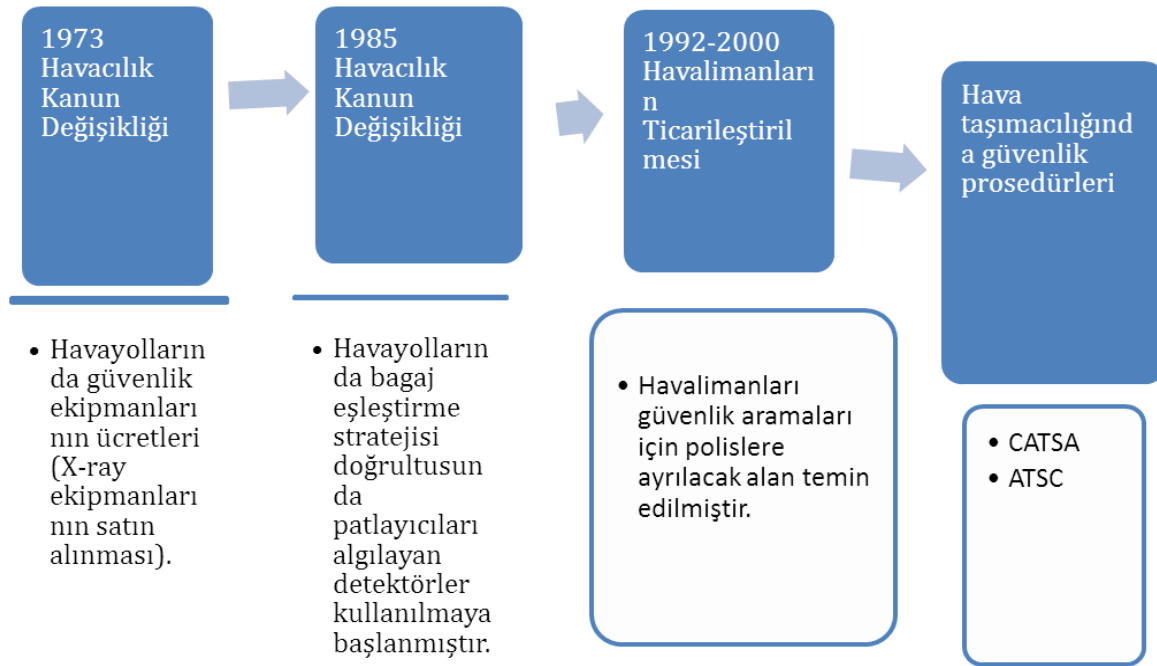 1973
Havacılık
Kanun
Değişikliği
• Havayolların
da güvenlik
ekipmanları
nın ücretleri
(X-ray
ekipmanları
nın satın
alınması).
1985
Havacılık
Kanun
Değişikliği
• Havayolların
da bagaj
eşleştirme
stratejisi
doğrultusun
da
patlayıcıları
algılayan
detektörler
kullanılmaya
başlanmıştır.
1992-2000
Havalimanları
n
Ticarileştiril
mesi
• Havalimanları
güvenlik aramaları
için polislere
ayrılacak alan temin
edilmiştir.
Hava
taşımacılığınd
a güvenlik
prosedürleri
• CATSA
• ATSC